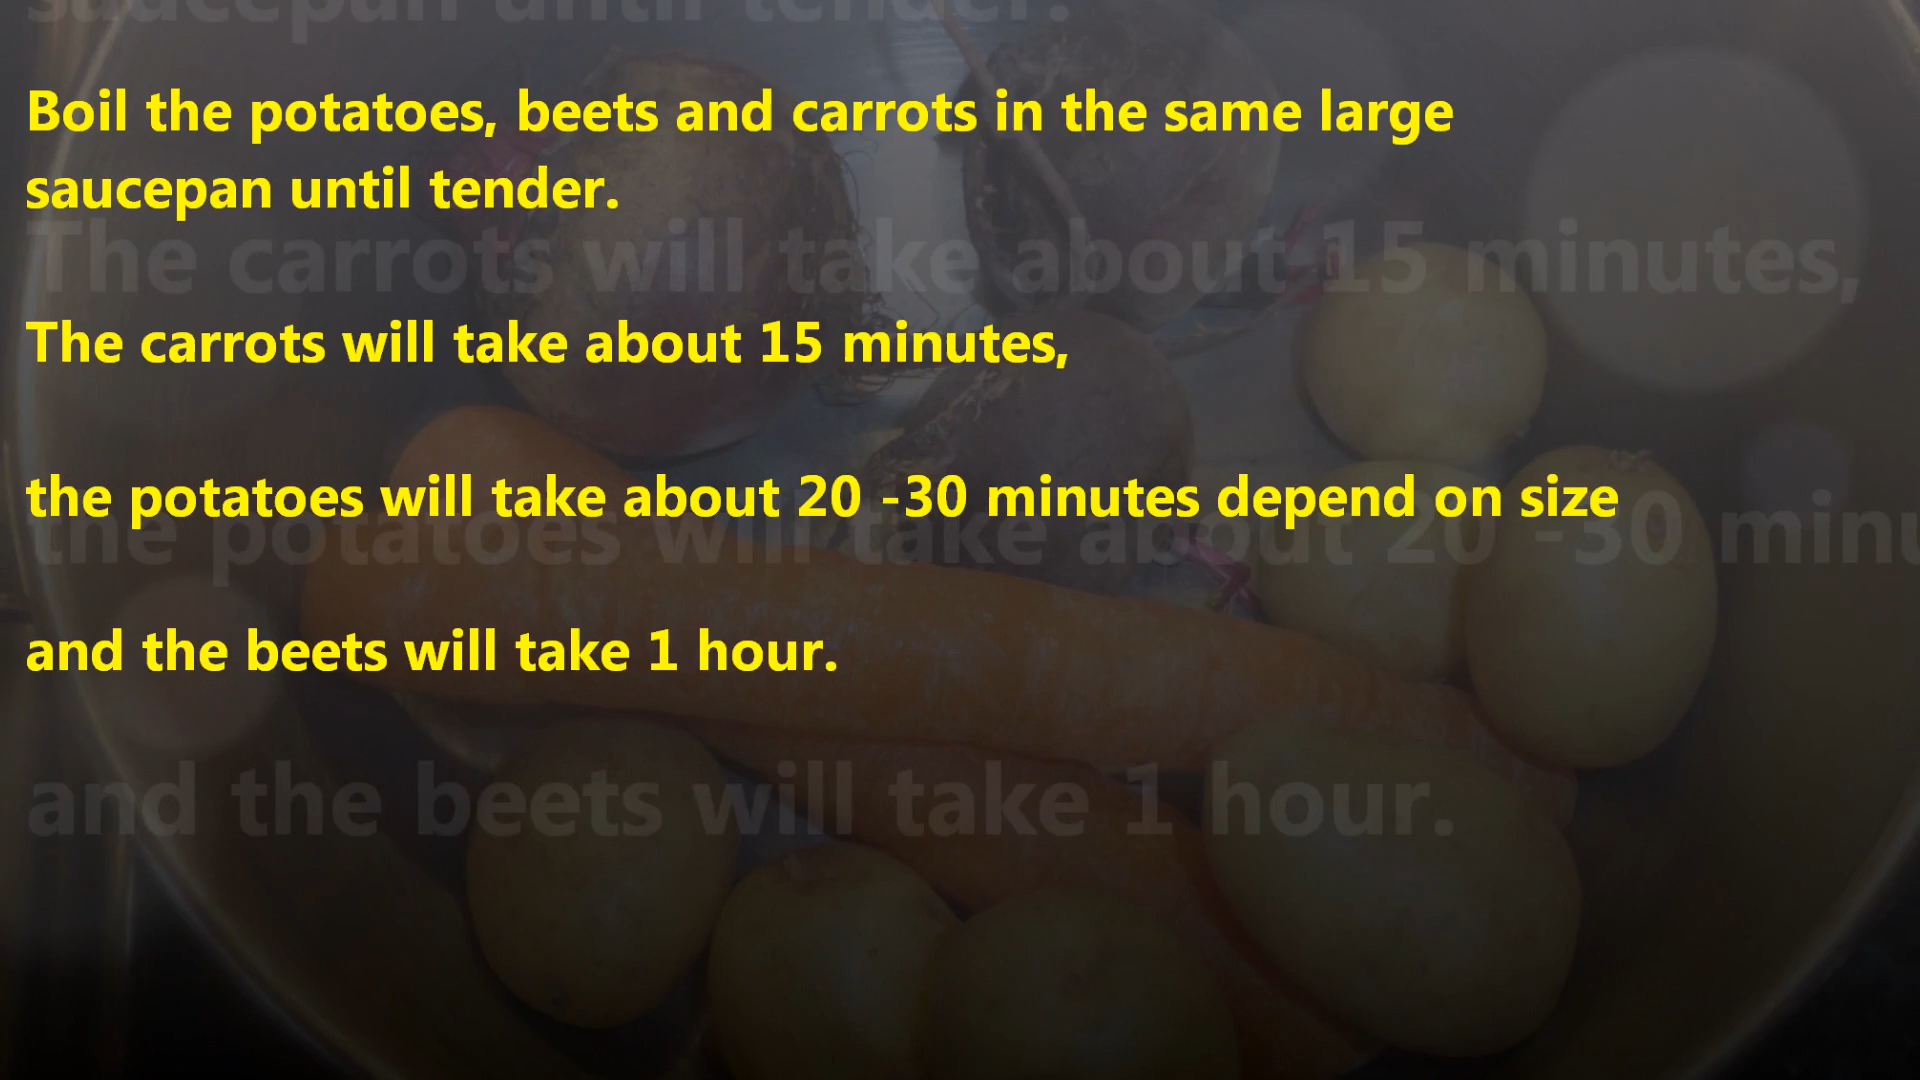 saucepan until tender.
Boil the potatoes, beets and carrots in the same large
saucepan until tender.
The carrots will take about 15 minutes,
The carrots will take about 15 minutes,
the potatoes will take about 20 -30 minutes depend on size
the potatoes will take about 20 -30
and the beets will take 1 hour.
and the beets will take 1 hour.